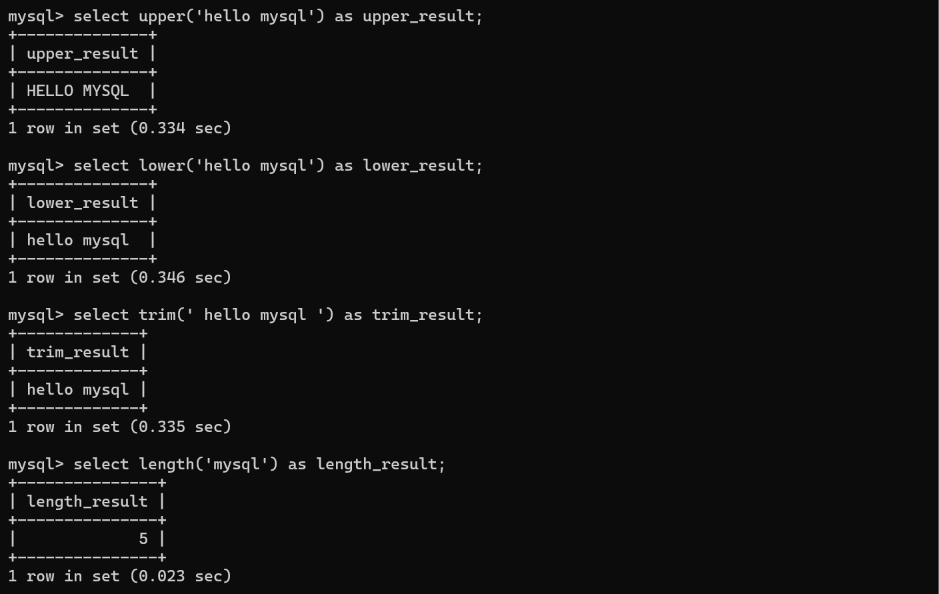 mysql> select upper('hello mysql') as upper_result;
+--------------+
| upper_result |
+--------------+
| HELLO MYSQL  |
+--------------+
1 row in set (0.334 sec)

mysql> select lower('hello mysql') as lower_result;
+--------------+
| lower_result |
+--------------+
| hello mysql  |
+--------------+
1 row in set (0.346 sec)

mysql> select trim(' hello mysql ') as trim_result;
+-------------+
| trim_result |
+-------------+
| hello mysql |
+-------------+
1 row in set (0.335 sec)

mysql> select length('mysql') as length_result;
+---------------+
| length_result |
+---------------+
|             5 |
+---------------+
1 row in set (0.023 sec)